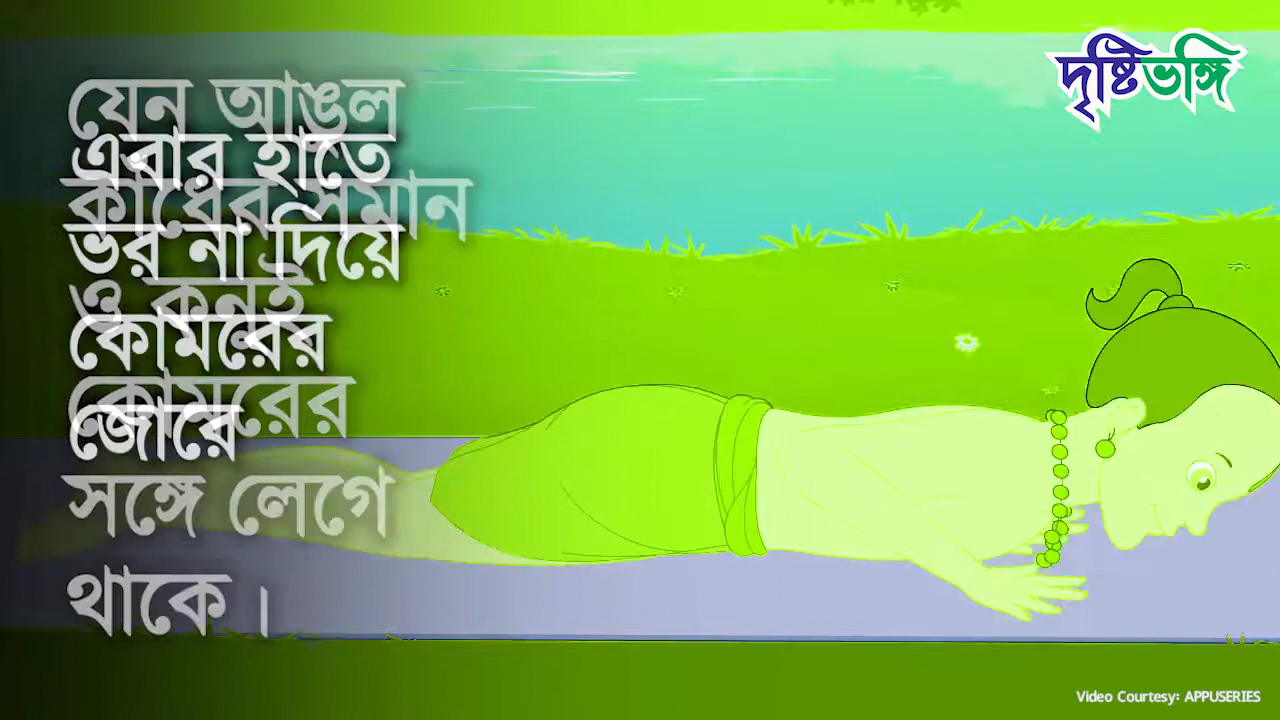 দৃষ্টিভঙ্গি
যেন আঙুল
কাঁধের সমান
ও কনুই
কোমরের
সঙ্গে লেগে
থাকে।
এবার হাতে
ভর না দিয়ে
কোমরের
জোরে
Video Courtesy: APPUSERIES